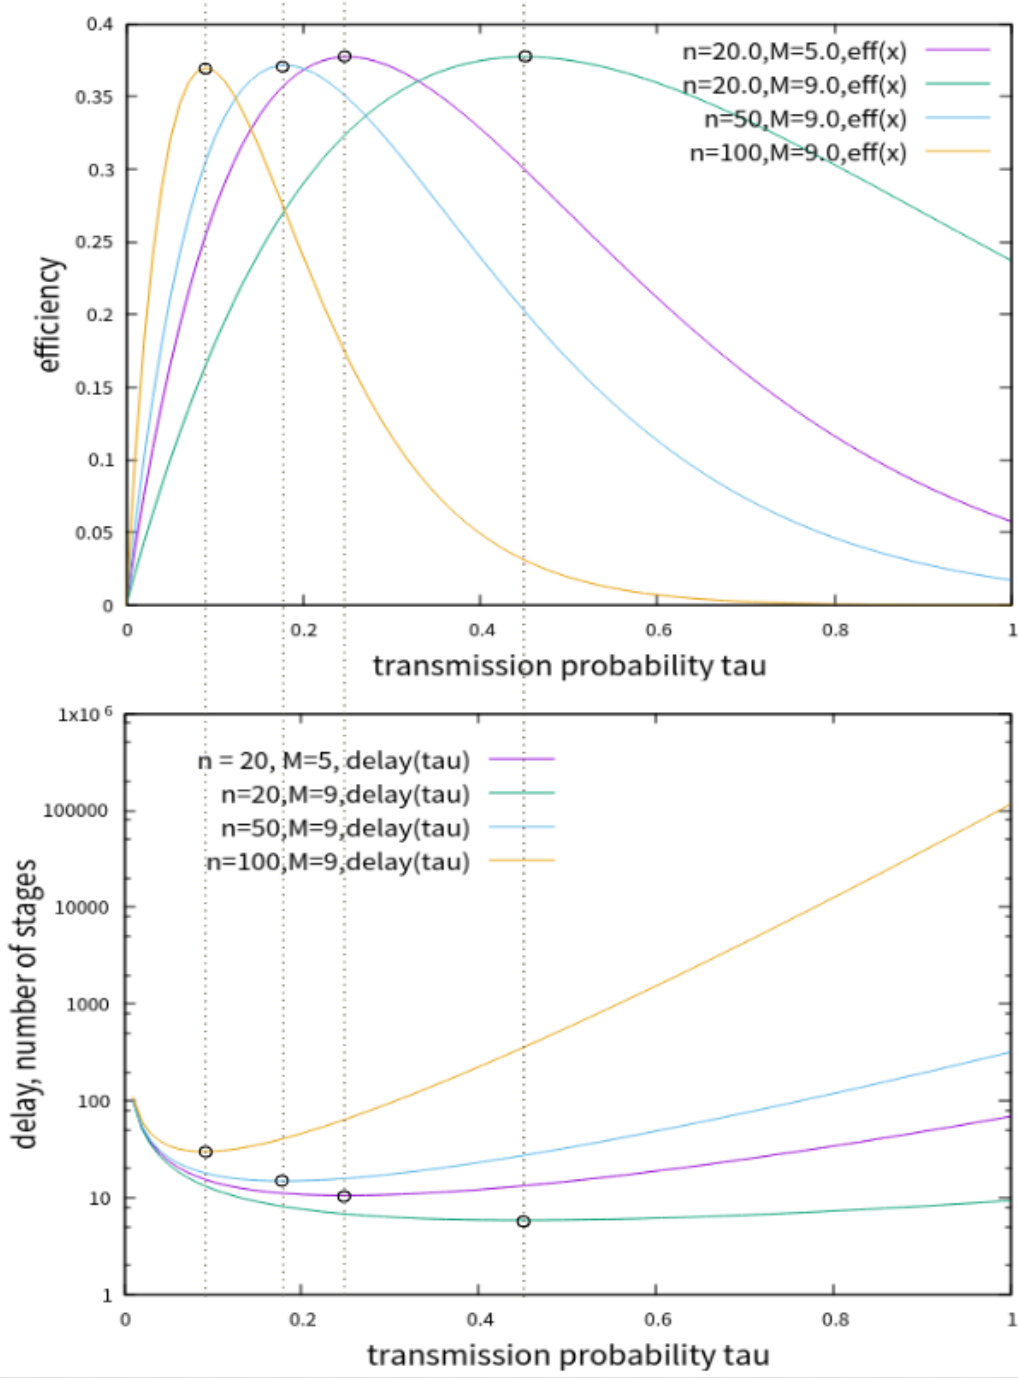 0.4
0.35
0.3
0.25
0.2
0.15
0.1
0.05
0
efficiency
n=20.0,M=5.0,eff(x)
n=20.0,M=9.0,eff(x)
n=50,M=9.0,eff(x)
n=100,M=9.0,eff(x)
0 0.2 0.4 0.6 0.8 1
transmission probability tau
1x10 6
100000
10000
1000
100
10
1
delay, number of stages
n = 20, M=5, delay(tau)
n=20,M=9,delay(tau)
n=50,M=9,delay(tau)
n=100,M=9,delay(tau)
0 0.2 0.4 0.6 0.8 1
transmission probability tau